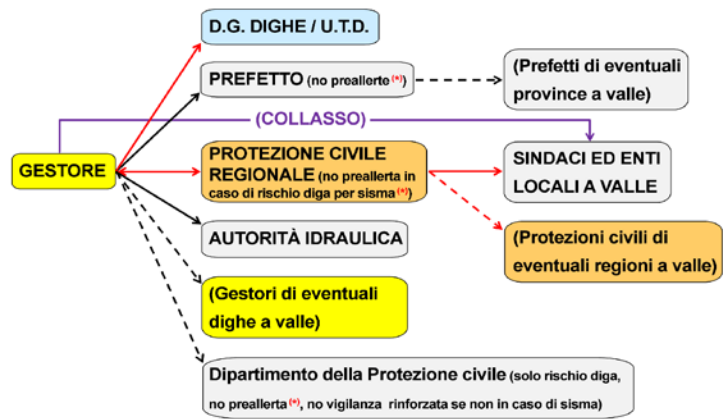 D.G. DIGHE / U.T.D.
PREFETTO (no preallerte(*))
(Prefetti di eventuali
province a valle)
(COLLASSO)
GESTORE
PROTEZIONE CIVILE
REGIONALE (no preallerta in
caso di rischio diga per sisma(*))
SINDACI ED ENTI
LOCALI A VALLE
AUTORITÀ IDRAULICA
(Protezioni civili di
eventuali regioni a valle)
(Gestori di eventuali
dighe a valle)
Dipartimento della Protezione civile (solo rischio diga,
no preallerta(*), no vigilanza rinforzata se non in caso di sisma)